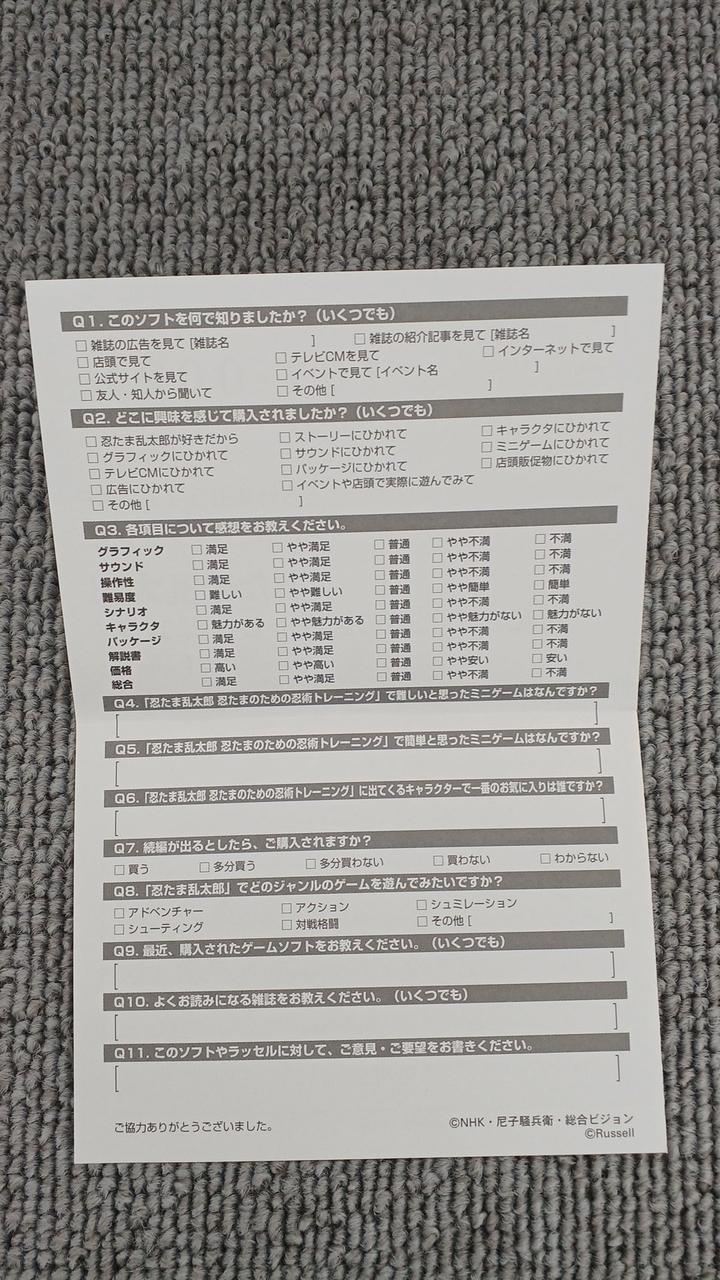 Q1. このソフトを何で知りましたか？（いくつでも）
□ 雑誌の広告を見て [雑誌名 ] □ 雑誌の紹介記事を見て [雑誌名 ]
□ 店頭で見て □ テレビCMを見て □ インターネットで見て
□ 公式サイトを見て □ イベントで見て [イベント名 ]
□ 友人・知人から聞いて □ その他 [ ]
Q2. どこに興味を感じて購入されましたか？（いくつでも）
□ 忍たま乱太郎が好きだから □ ストーリーにひかれて □ キャラクタにひかれて
□ グラフィックにひかれて □ サウンドにひかれて □ ミニゲームにひかれて
□ テレビCMにひかれて □ パッケージにひかれて □ 店頭販促物にひかれて
□ 広告にひかれて □ イベントや店頭で実際に遊んでみて
□ その他 [ ]
Q3. 各項目について感想をお教えください。
グラフィック □ 満足 □ やや満足 □ 普通 □ やや不満 □ 不満
サウンド □ 満足 □ やや満足 □ 普通 □ やや不満 □ 不満
操作性 □ 満足 □ やや満足 □ 普通 □ やや不満 □ 不満
難易度 □ 難しい □ やや難しい □ 普通 □ やや簡単 □ 簡単
シナリオ □ 満足 □ やや満足 □ 普通 □ やや不満 □ 不満
キャラクタ □ 魅力がある □ やや魅力がある □ 普通 □ やや魅力がない □ 魅力がない
パッケージ □ 満足 □ やや満足 □ 普通 □ やや不満 □ 不満
解説書 □ 満足 □ やや満足 □ 普通 □ やや不満 □ 不満
価格 □ 高い □ やや高い □ 普通 □ やや安い □ 安い
総合 □ 満足 □ やや満足 □ 普通 □ やや不満 □ 不満
Q4.「忍たま乱太郎 忍たまのための忍術トレーニング」で難しいと思ったミニゲームはなんですか？
[ ]
Q5.「忍たま乱太郎 忍たまのための忍術トレーニング」で簡単と思ったミニゲームはなんですか？
[ ]
Q6.「忍たま乱太郎 忍たまのための忍術トレーニング」に出てくるキャラクターで一番のお気に入りは誰ですか？
[ ]
Q7. 続編が出るとしたら、ご購入されますか？
□ 買う □ 多分買う □ 多分買わない □ 買わない □ わからない
Q8.「忍たま乱太郎」でどのジャンルのゲームを遊んでみたいですか？
□ アドベンチャー □ アクション □ シュミレーション
□ シューティング □ 対戦格闘 □ その他 [ ]
Q9. 最近、購入されたゲームソフトをお教えください。（いくつでも）
[ ]
Q10. よくお読みになる雑誌をお教えください。（いくつでも）
[ ]
Q11. このソフトやラッセルに対して、ご意見・ご要望をお書きください。
[ ]
ご協力ありがとうございました。
©NHK・尼子騒兵衛・総合ビジョン
©Russell